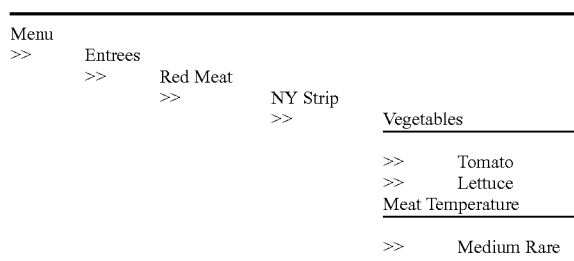 Menu
>> Entrees
>> Red Meat
>> NY Strip
>> Vegetables
>> Tomato
>> Lettuce
Meat Temperature
>> Medium Rare